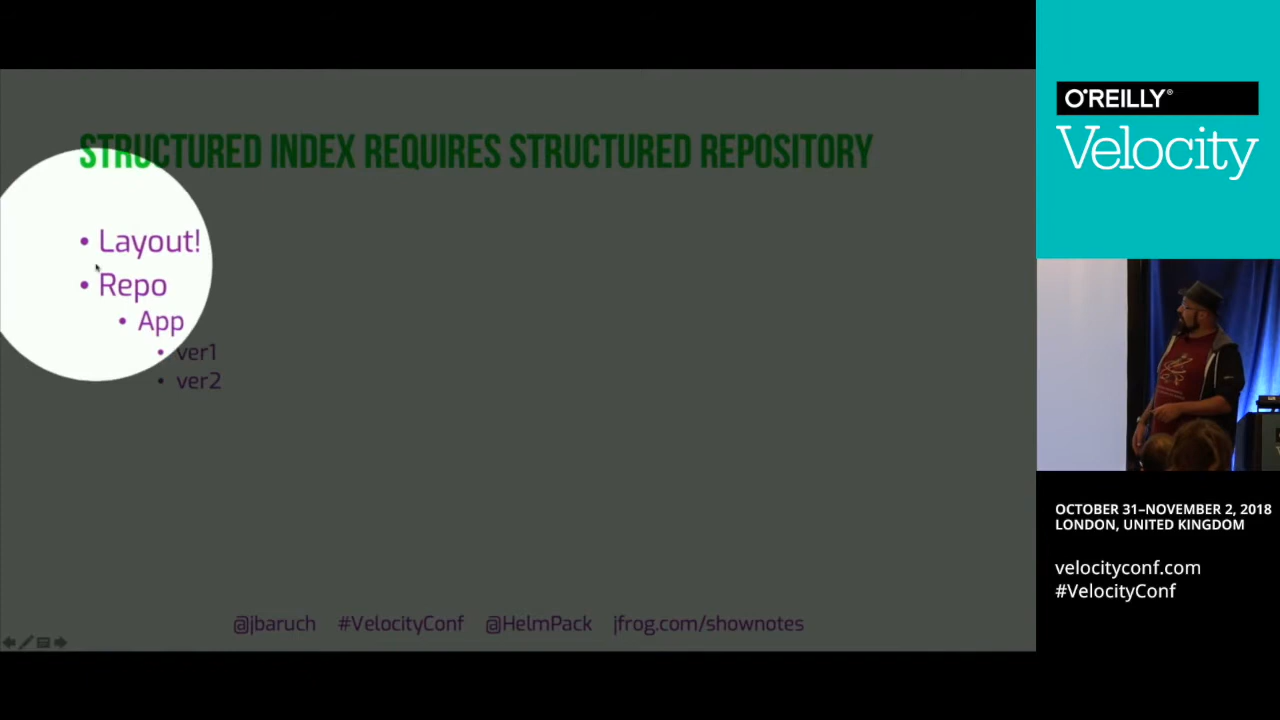 STRUCTURED INDEX REQUIRES STRUCTURED REPOSITORY
• Layout!
• Repo
• App
• ver1
• ver2
@jbaruch #VelocityConf @HelmPack jfrog.com/shownotes
O'REILLY®
Velocity
OCTOBER 31–NOVEMBER 2, 2018
LONDON, UNITED KINGDOM
velocityconf.com
#VelocityConf